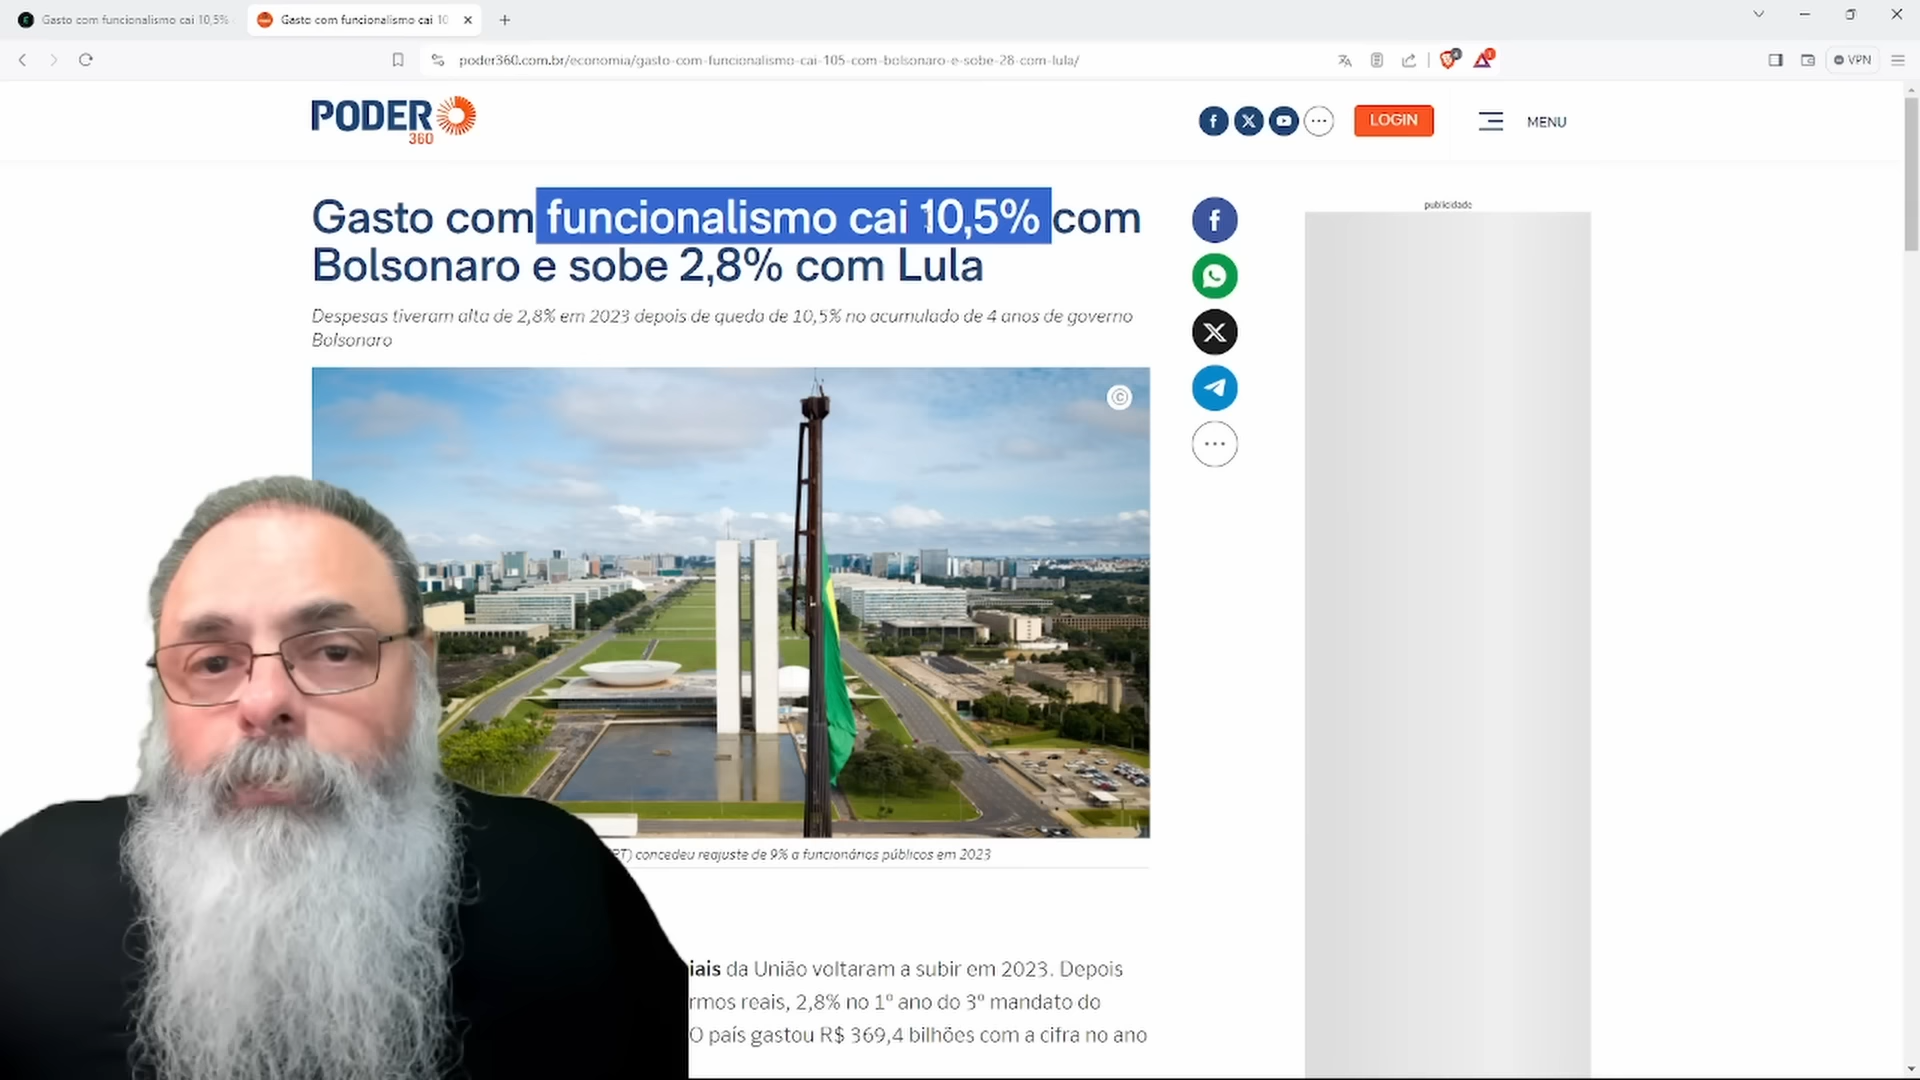 Gasto com funcionalismo cai 10,5%
Gasto com funcionalismo cai 10
poder360.com.br/economia/gasto-com-funcionalismo-cai-105-com-bolsonaro-e-sobe-28-com-lula/
VPN
PODER
360
LOGIN
MENU
Gasto com funcionalismo cai 10,5% com
Bolsonaro e sobe 2,8% com Lula
Despesas tiveram alta de 2,8% em 2023 depois de queda de 10,5% no acumulado de 4 anos de governo
Bolsonaro
publicidade
PT) concedeu reajuste de 9% a funcionários públicos em 2023
iais da União voltaram a subir em 2023. Depois
rmos reais, 2,8% no 1º ano do 3º mandato do
O país gastou R$ 369,4 bilhões com a cifra no ano